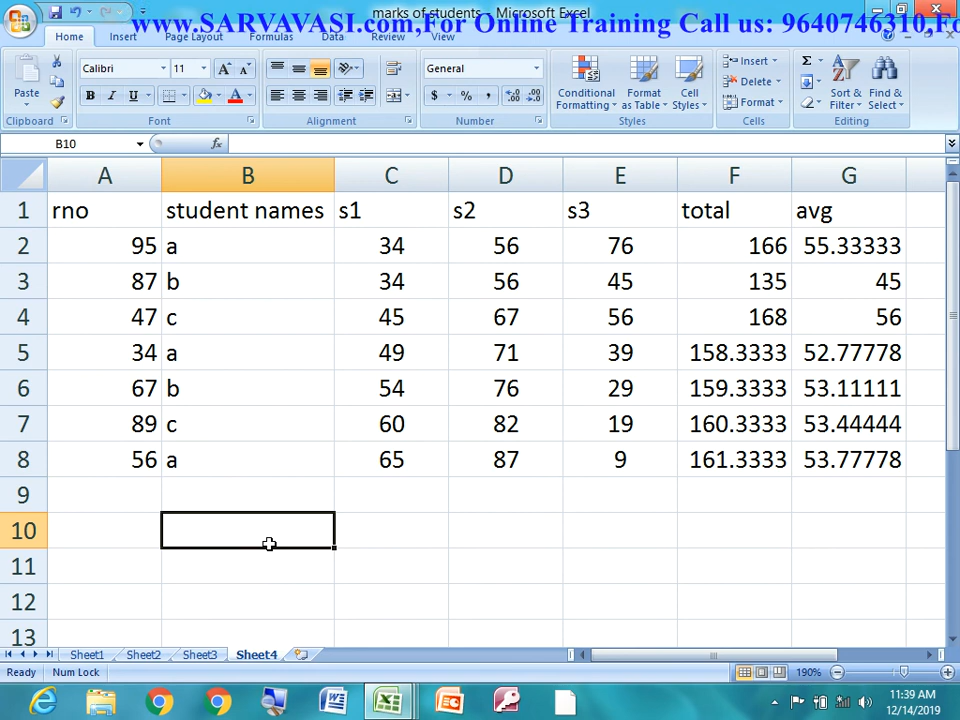 marks of students - Microsoft Excel
www.SARVAVASI.com,For Online Training Call us: 9640746310,Fo
Home Insert Page Layout Formulas Data Review View
Calibri 11 A A General Insert
Paste B I U $ % , Conditional Formatting Format as Table Cell Styles Delete Format Sort & Filter Find & Select
Clipboard Font Alignment Number Styles Cells Editing
B10 fx
A B C D E F G
1 rno student names s1 s2 s3 total avg
2 95 a 34 56 76 166 55.33333
3 87 b 34 56 45 135 45
4 47 c 45 67 56 168 56
5 34 a 49 71 39 158.3333 52.77778
6 67 b 54 76 29 159.3333 53.11111
7 89 c 60 82 19 160.3333 53.44444
8 56 a 65 87 9 161.3333 53.77778
9
10
11
12
13
Sheet1 Sheet2 Sheet3 Sheet4
Ready Num Lock 190%
11:39 AM
12/14/2019